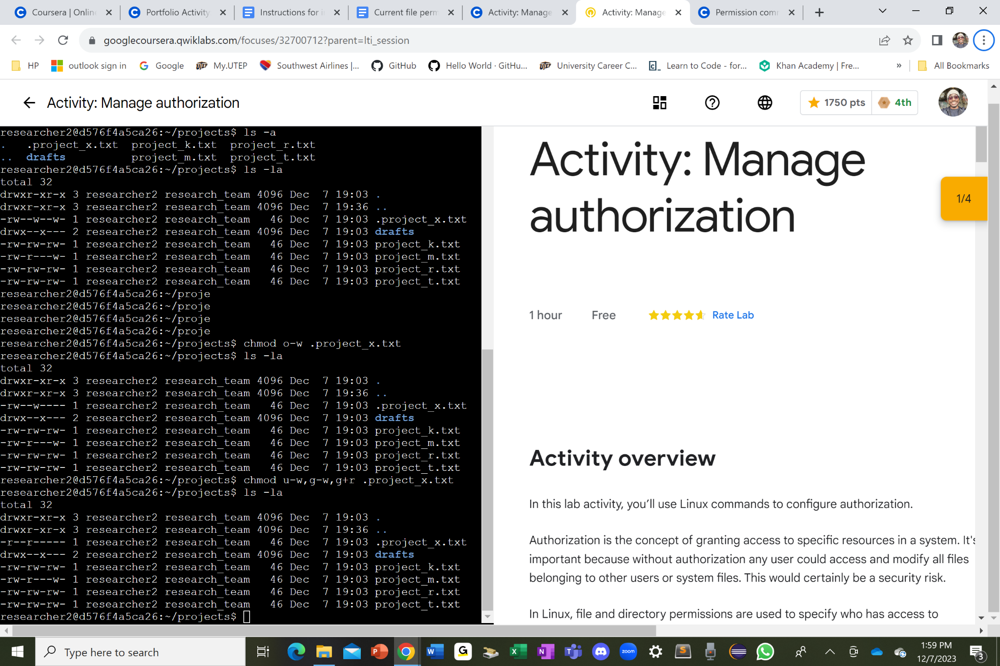 Coursera | Onlin
Portfolio Activity
Instructions for i
Current file perm
Activity: Manage
Activity: Manage
Permission com
googlecoursera.qwiklabs.com/focuses/32700712?parent=lti_session
HP
outlook sign in
Google
My.UTEP
Southwest Airlines |...
GitHub
Hello World · GitHu...
University Career C...
Learn to Code - for...
Khan Academy | Fre...
»
All Bookmarks
Activity: Manage authorization
1750 pts
4th
researcher2@d576f4a5ca26:~/projects$ ls -a
.   .project_x.txt  project_k.txt  project_r.txt
..  drafts          project_m.txt  project_t.txt
researcher2@d576f4a5ca26:~/projects$ ls -la
total 32
drwxr-xr-x 3 researcher2 research_team 4096 Dec  7 19:03 .
drwxr-xr-x 3 researcher2 research_team 4096 Dec  7 19:36 ..
-rw--w--w- 1 researcher2 research_team   46 Dec  7 19:03 .project_x.txt
drwx--x--- 2 researcher2 research_team 4096 Dec  7 19:03 drafts
-rw-rw-rw- 1 researcher2 research_team   46 Dec  7 19:03 project_k.txt
-rw-r---w- 1 researcher2 research_team   46 Dec  7 19:03 project_m.txt
-rw-rw-rw- 1 researcher2 research_team   46 Dec  7 19:03 project_r.txt
-rw-rw-rw- 1 researcher2 research_team   46 Dec  7 19:03 project_t.txt
researcher2@d576f4a5ca26:~/proje
researcher2@d576f4a5ca26:~/proje
researcher2@d576f4a5ca26:~/proje
researcher2@d576f4a5ca26:~/proje
researcher2@d576f4a5ca26:~/projects$ chmod o-w .project_x.txt
researcher2@d576f4a5ca26:~/projects$ ls -la
total 32
drwxr-xr-x 3 researcher2 research_team 4096 Dec  7 19:03 .
drwxr-xr-x 3 researcher2 research_team 4096 Dec  7 19:36 ..
-rw--w---- 1 researcher2 research_team   46 Dec  7 19:03 .project_x.txt
drwx--x--- 2 researcher2 research_team 4096 Dec  7 19:03 drafts
-rw-rw-rw- 1 researcher2 research_team   46 Dec  7 19:03 project_k.txt
-rw-r---w- 1 researcher2 research_team   46 Dec  7 19:03 project_m.txt
-rw-rw-rw- 1 researcher2 research_team   46 Dec  7 19:03 project_r.txt
-rw-rw-rw- 1 researcher2 research_team   46 Dec  7 19:03 project_t.txt
researcher2@d576f4a5ca26:~/projects$ chmod u-w,g-w,g+r .project_x.txt
researcher2@d576f4a5ca26:~/projects$ ls -la
total 32
drwxr-xr-x 3 researcher2 research_team 4096 Dec  7 19:03 .
drwxr-xr-x 3 researcher2 research_team 4096 Dec  7 19:36 ..
-r--r----- 1 researcher2 research_team   46 Dec  7 19:03 .project_x.txt
drwx--x--- 2 researcher2 research_team 4096 Dec  7 19:03 drafts
-rw-rw-rw- 1 researcher2 research_team   46 Dec  7 19:03 project_k.txt
-rw-r---w- 1 researcher2 research_team   46 Dec  7 19:03 project_m.txt
-rw-rw-rw- 1 researcher2 research_team   46 Dec  7 19:03 project_r.txt
-rw-rw-rw- 1 researcher2 research_team   46 Dec  7 19:03 project_t.txt
researcher2@d576f4a5ca26:~/projects$
Activity: Manage
authorization
1/4
1 hour
Free
Rate Lab
Activity overview
In this lab activity, you’ll use Linux commands to configure authorization.
Authorization is the concept of granting access to specific resources in a system. It's
important because without authorization any user could access and modify all files
belonging to other users or system files. This would certainly be a security risk.
In Linux, file and directory permissions are used to specify who has access to
Type here to search
zoom
1:59 PM
12/7/2023
3